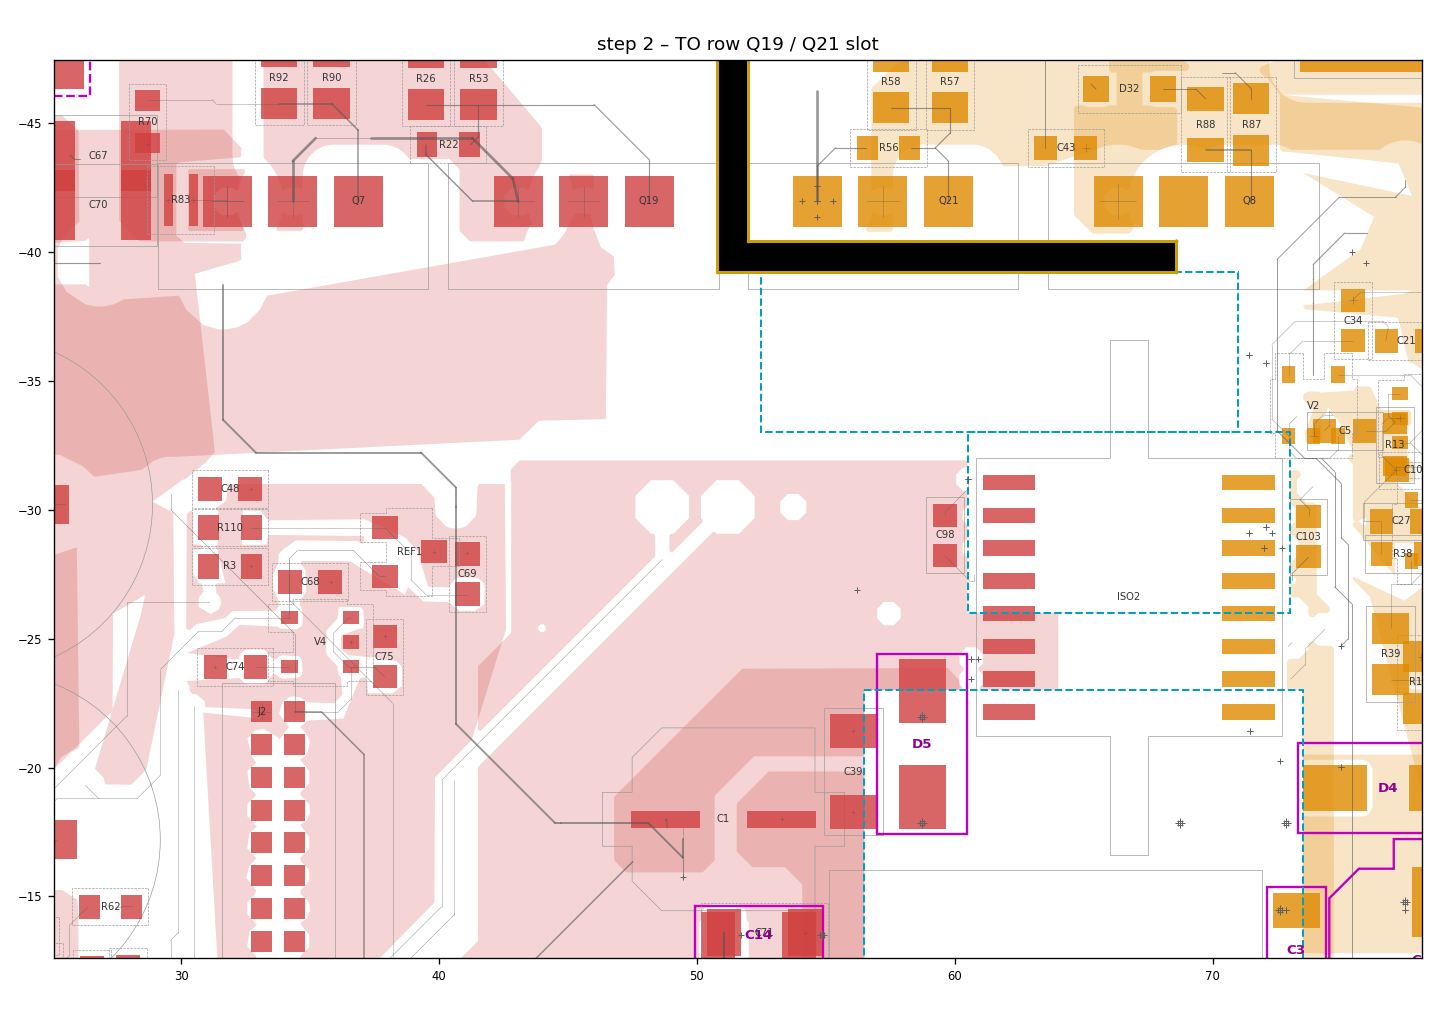 step 2 – TO row Q19 / Q21 slot
R92 R90 R26 R53 R58 R57 D32
R70 R88 R87
−45
C67 R22 R56 C43
C70 R83 Q7 Q19 Q21 Q8
−40
C34
C21
−35
V2
C5
R13
C10
C48
−30
R110 C98 C103 C27
REF1 R38
R3 C69
C68 ISO2
−25
V4
C75 R39
C74
R1
J2
D5
−20
C39 D4
C1
−15
R62
C14 C71
C3 C
30 40 50 60 70